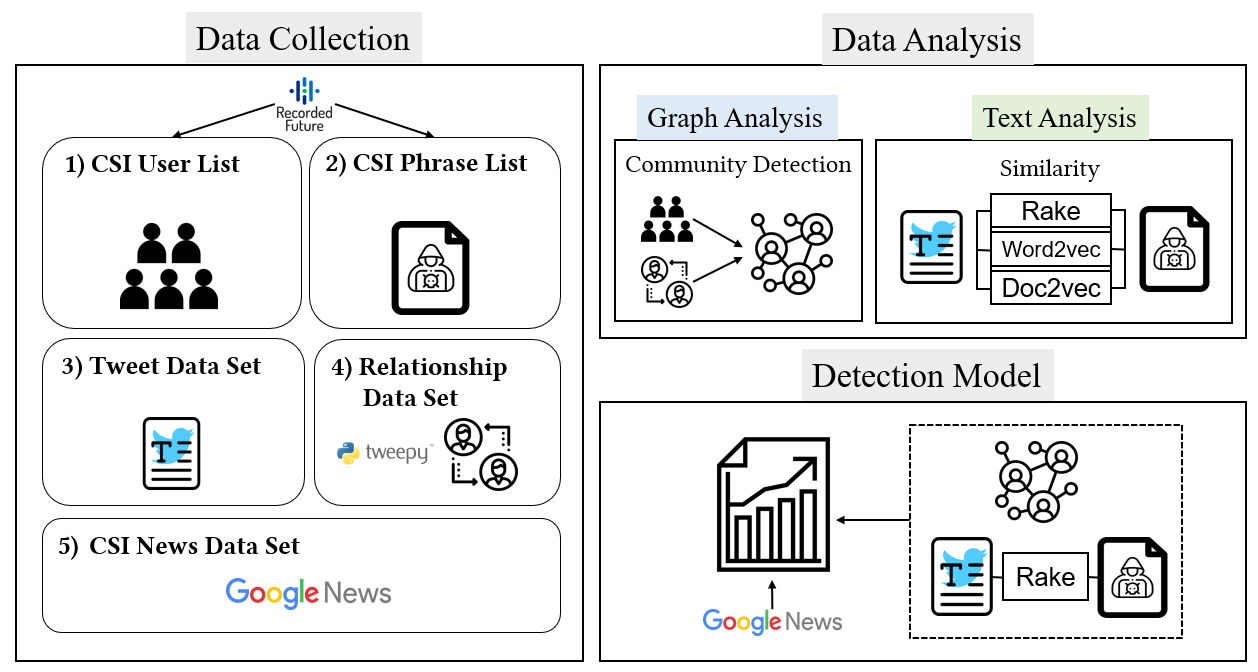 Data Collection
Recorded
Future
1) CSI User List
2) CSI Phrase List
3) Tweet Data Set
T
4) Relationship
Data Set
tweepy™
5) CSI News Data Set
Google News
Data Analysis
Graph Analysis
Community Detection
Text Analysis
Similarity
T
Rake
Word2vec
Doc2vec
Detection Model
Google News
T
Rake